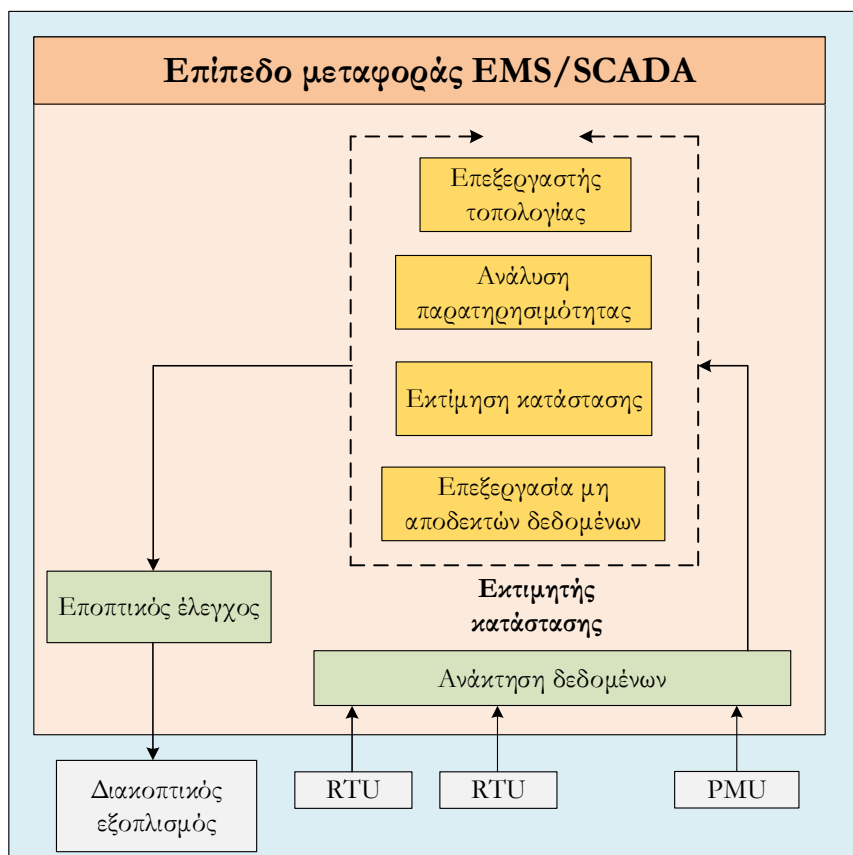 Επίπεδο μεταφοράς EMS/SCADA
Επεξεργαστής
τοπολογίας
Ανάλυση
παρατηρησιμότητας
Εκτίμηση κατάστασης
Επεξεργασία μη
αποδεκτών δεδομένων
Εκτιμητής
κατάστασης
Εποπτικός έλεγχος
Ανάκτηση δεδομένων
Διακοπτικός
εξοπλισμός
RTU
RTU
PMU